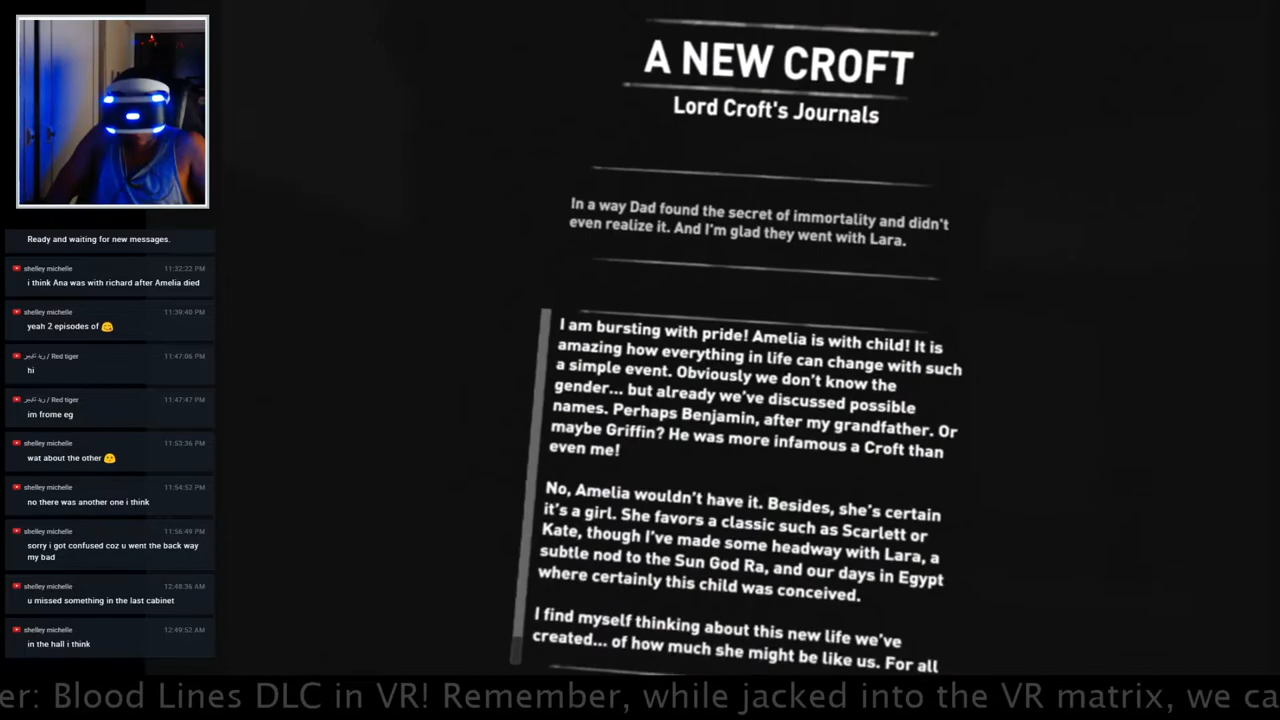 Ready and waiting for new messages.
shelley michelle 11:32:22 PM
i think Ana was with richard after Amelia died
shelley michelle 11:39:40 PM
yeah 2 episodes of 🤗
/ Red tiger 11:47:06 PM
hi
/ Red tiger 11:47:47 PM
im frome eg
shelley michelle 11:53:36 PM
wat about the other 🤗
shelley michelle 11:54:52 PM
no there was another one i think
shelley michelle 11:56:49 PM
sorry i got confused coz u went the back way
my bad
shelley michelle 12:48:36 AM
u missed something in the last cabinet
shelley michelle 12:49:52 AM
in the hall i think
A NEW CROFT
Lord Croft's Journals
In a way Dad found the secret of immortality and didn't
even realize it. And I'm glad they went with Lara.
I am bursting with pride! Amelia is with child! It is
amazing how everything in life can change with such
a simple event. Obviously we don't know the
gender... but already we've discussed possible
names. Perhaps Benjamin, after my grandfather. Or
maybe Griffin? He was more infamous a Croft than
even me!
No, Amelia wouldn't have it. Besides, she's certain
it's a girl. She favors a classic such as Scarlett or
Kate, though I've made some headway with Lara, a
subtle nod to the Sun God Ra, and our days in Egypt
where certainly this child was conceived.
I find myself thinking about this new life we've
created... of how much she might be like us. For all
er: Blood Lines DLC in VR! Remember, while jacked into the VR matrix, we ca